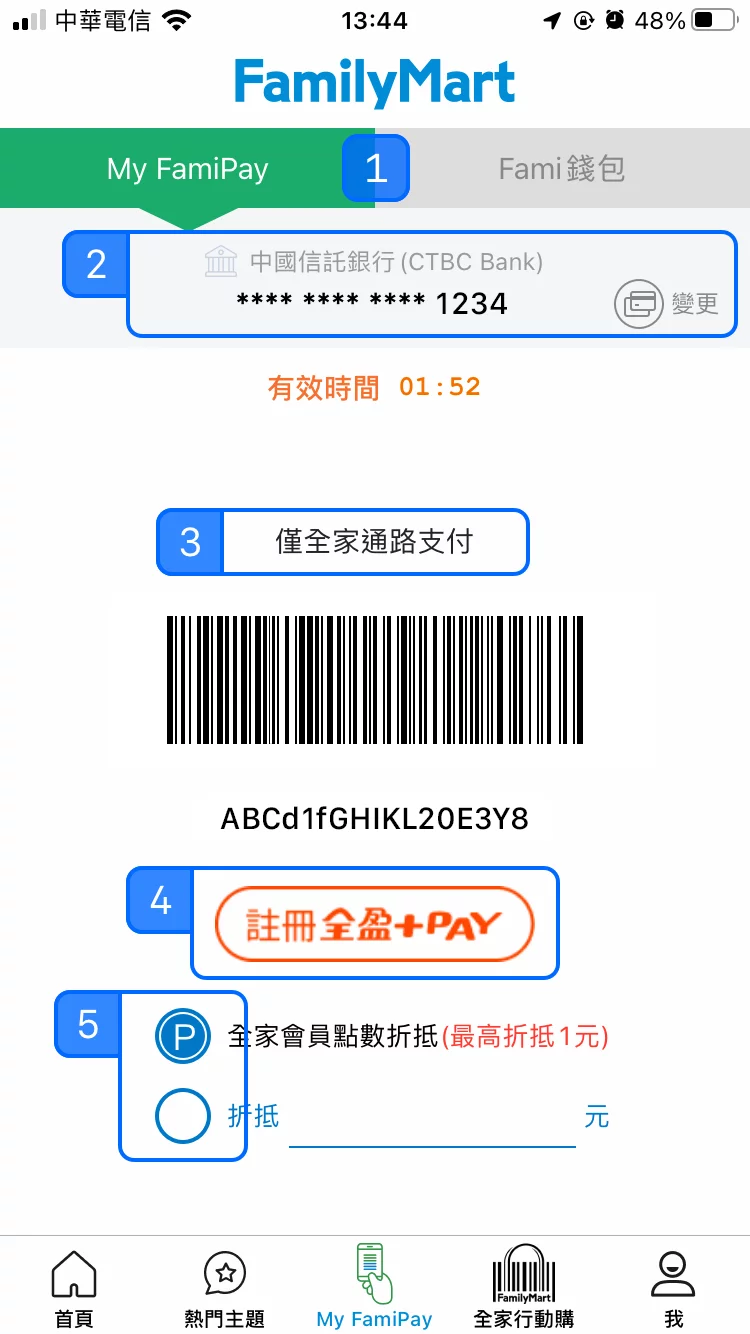 中華電信 13:44 48%
FamilyMart
My FamiPay 1 Fami錢包
2 中國信託銀行(CTBC Bank)
**** **** **** 1234 變更
有效時間 01:52
3 僅全家通路支付
ABCd1fGHIKL20E3Y8
4 註冊全盈+PAY
5 P 全家會員點數折抵(最高折抵1元)
折抵 元
FamilyMart
首頁 熱門主題 My FamiPay 全家行動購 我